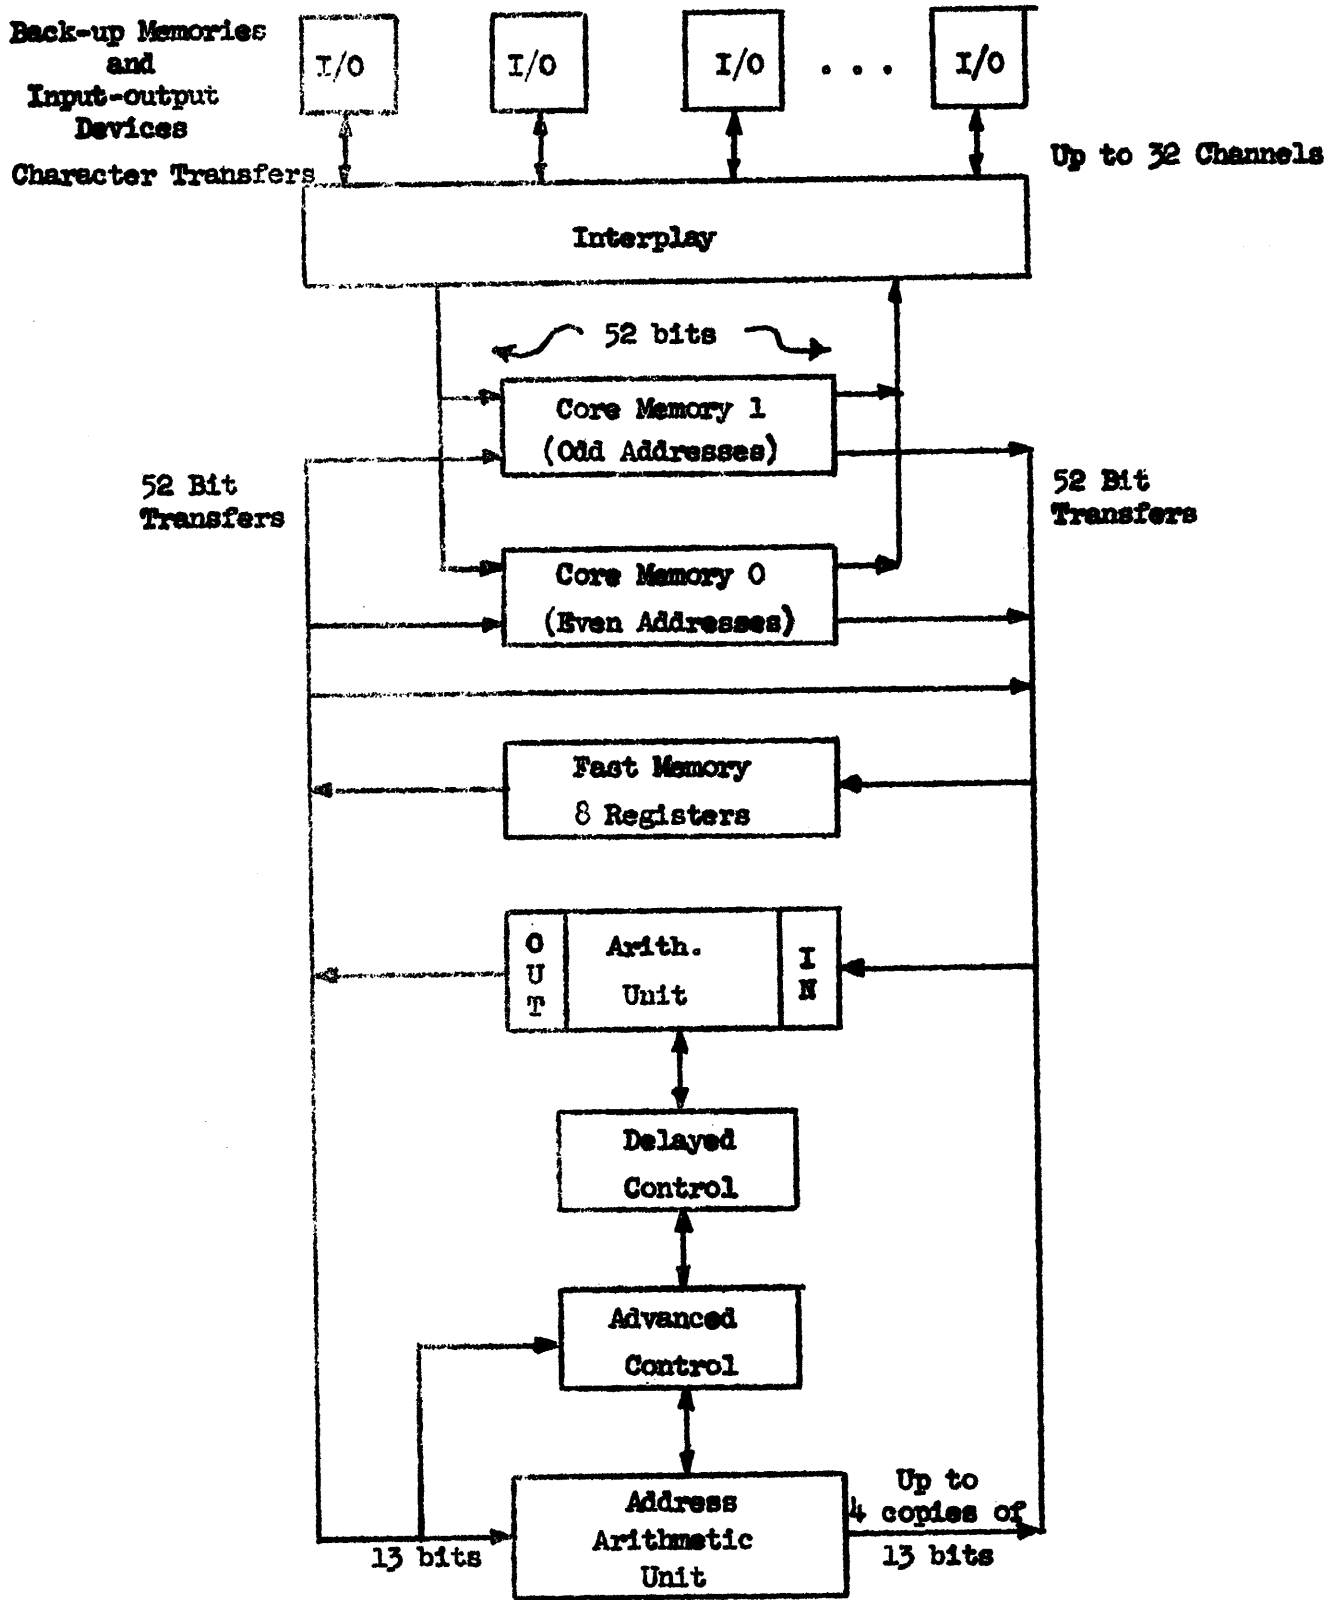 Back-up Memories
and
Input-output
Devices
I/O
I/O
I/O
. . .
I/O
Character Transfers
Up to 32 Channels
Interplay
52 bits
Core Memory 1
(Odd Addresses)
52 Bit
Transfers
52 Bit
Transfers
Core Memory 0
(Even Addresses)
Fast Memory
8 Registers
OUT
Arith.
Unit
IN
Delayed
Control
Advanced
Control
Address
Arithmetic
Unit
13 bits
Up to
4 copies of
13 bits